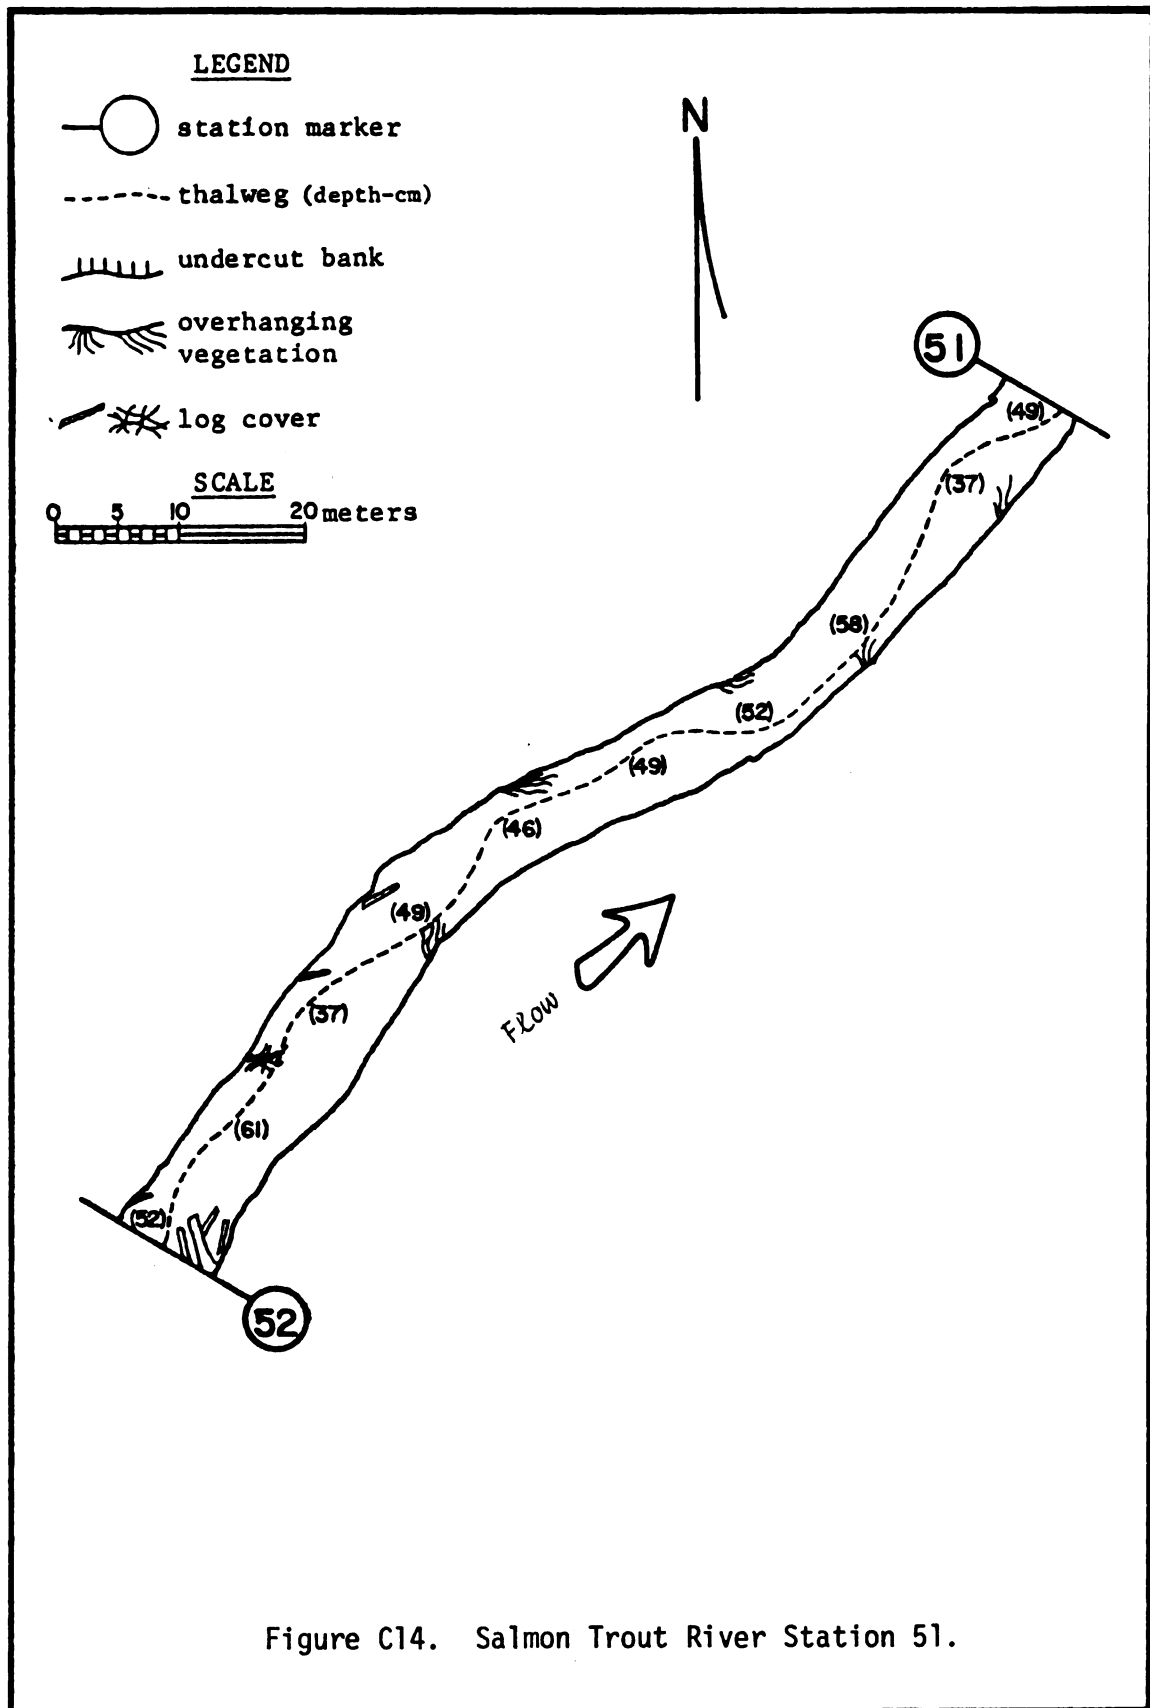 LEGEND
station marker
thalweg (depth-cm)
undercut bank
overhanging
vegetation
log cover
SCALE
0 5 10 20 meters
N
51
(49)
(37)
(58)
(52)
(49)
(46)
(49)
(37)
(61)
(52)
Flow
52
Figure C14. Salmon Trout River Station 51.